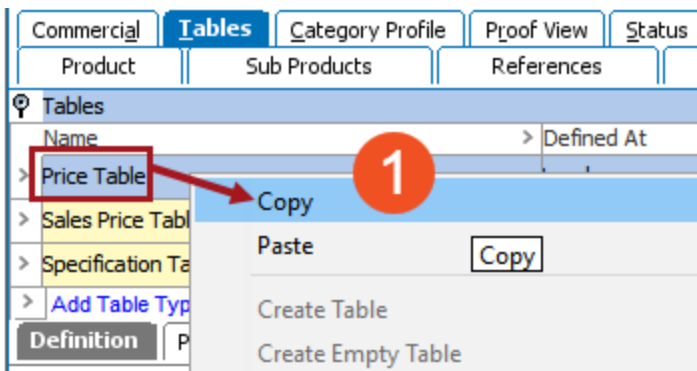 Commercial Tables Category Profile Proof View Status
Product Sub Products References
Tables
Name > Defined At
> Price Table
1
Copy
> Sales Price Tabl
Paste
Copy
> Specification Ta
> Add Table Typ
Create Table
Definition P
Create Empty Table